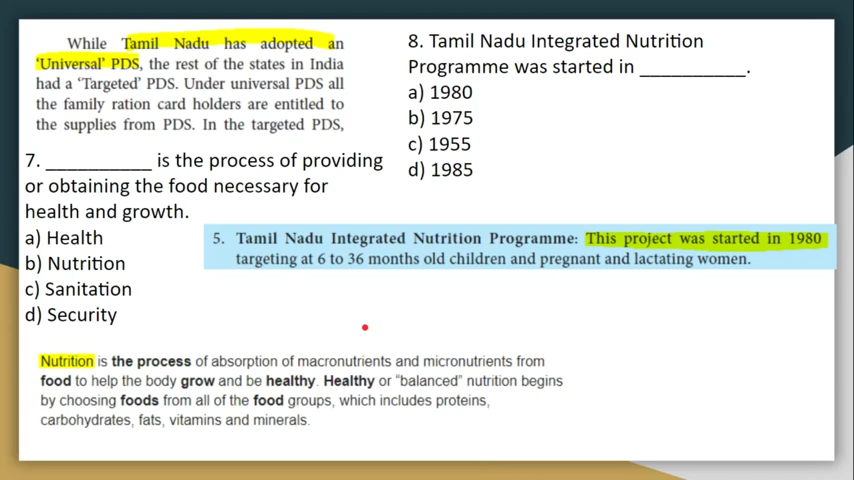 While Tamil Nadu has adopted an
‘Universal’ PDS, the rest of the states in India
had a ‘Targeted’ PDS. Under universal PDS all
the family ration card holders are entitled to
the supplies from PDS. In the targeted PDS,
7. __________ is the process of providing
or obtaining the food necessary for
health and growth.
a) Health
b) Nutrition
c) Sanitation
d) Security
8. Tamil Nadu Integrated Nutrition
Programme was started in __________.
a) 1980
b) 1975
c) 1955
d) 1985
5. Tamil Nadu Integrated Nutrition Programme: This project was started in 1980
targeting at 6 to 36 months old children and pregnant and lactating women.
Nutrition is the process of absorption of macronutrients and micronutrients from
food to help the body grow and be healthy. Healthy or “balanced” nutrition begins
by choosing foods from all of the food groups, which includes proteins,
carbohydrates, fats, vitamins and minerals.